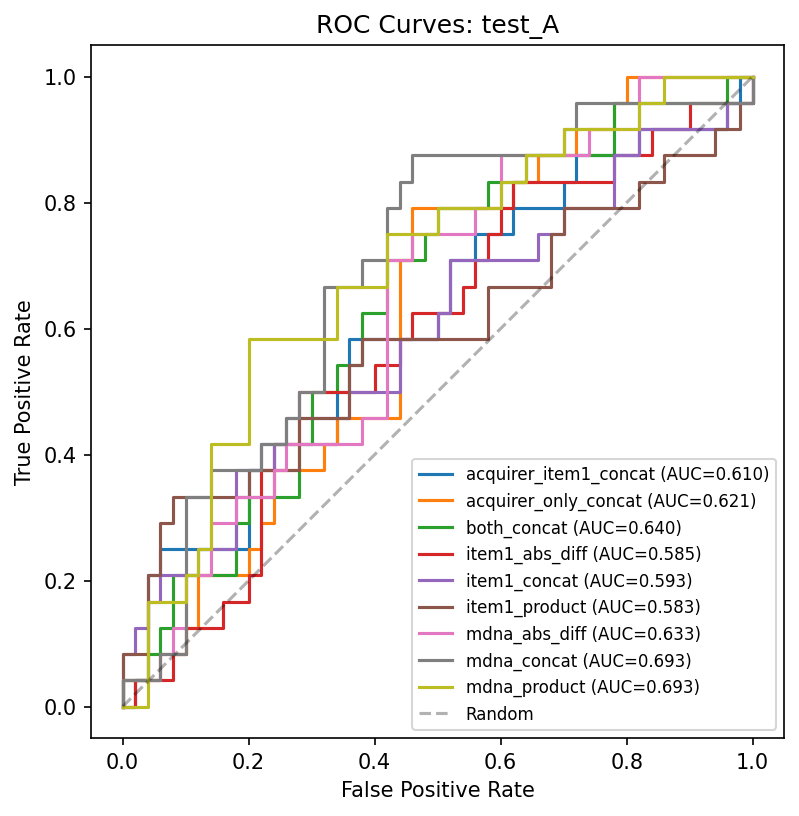 ROC Curves: test_A
True Positive Rate
1.0
0.8
0.6
0.4
0.2
0.0
acquirer_item1_concat (AUC=0.610)
acquirer_only_concat (AUC=0.621)
both_concat (AUC=0.640)
item1_abs_diff (AUC=0.585)
item1_concat (AUC=0.593)
item1_product (AUC=0.583)
mdna_abs_diff (AUC=0.633)
mdna_concat (AUC=0.693)
mdna_product (AUC=0.693)
Random
0.0 0.2 0.4 0.6 0.8 1.0
False Positive Rate